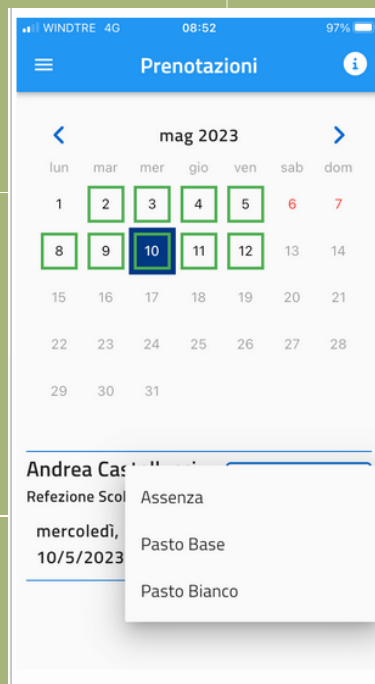 WINDTRE 4G 08:52 97%
Prenotazioni
mag 2023
lun mar mer gio ven sab dom
1 2 3 4 5 6 7
8 9 10 11 12 13 14
15 16 17 18 19 20 21
22 23 24 25 26 27 28
29 30 31
Andrea
Refezione
mercoledì,
10/5/2023
Assenza
Pasto Base
Pasto Bianco